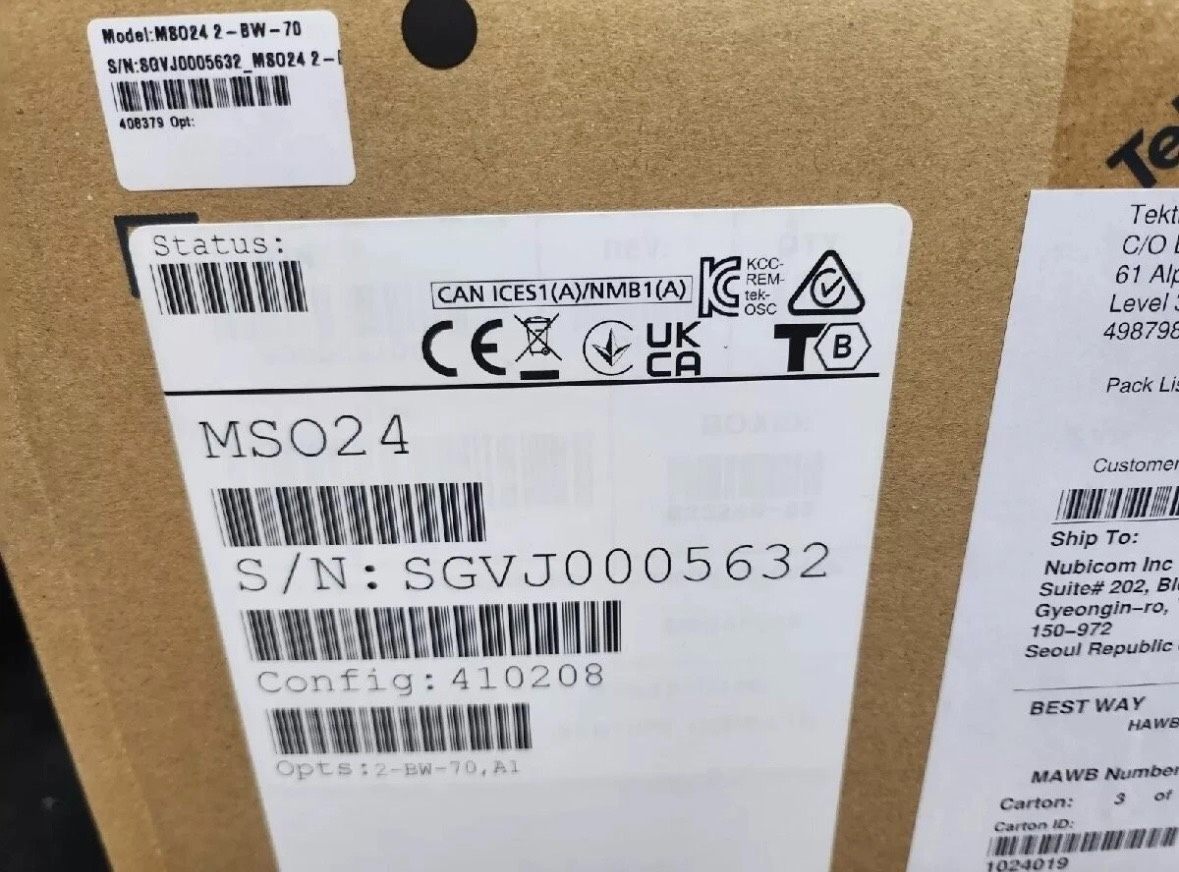 Model:MSO24 2-BW-70
S/N:SGVJ0005632_MSO24 2-
408379 Opt:
Status:
CAN ICES1(A)/NMB1(A)
KCC-
REM-
tek-
OSC
CE
UK
CA
T B
MSO24
S/N: SGVJ0005632
Config: 410208
Opts:2-BW-70,A1
Te
Tekt
C/O
61 Alp
Level
498798
Pack Lis
Customer
Ship To:
Nubicom Inc
Suite# 202,
Gyeongin-ro,
150-972
Seoul Republic
BEST WAY
HAWB
MAWB Number
Carton: 3 of
Carton ID:
1024019